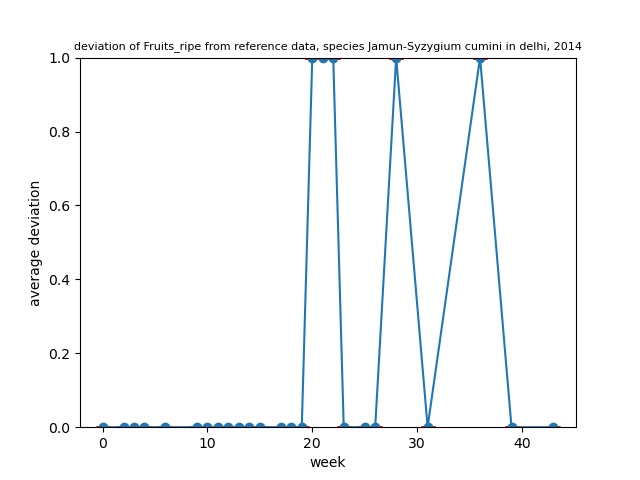 deviation of Fruits_ripe from reference data, species Jamun-Syzygium cumini in delhi, 2014
1.0
0.8
0.6
0.4
0.2
0.0
average deviation
0 10 20 30 40
week